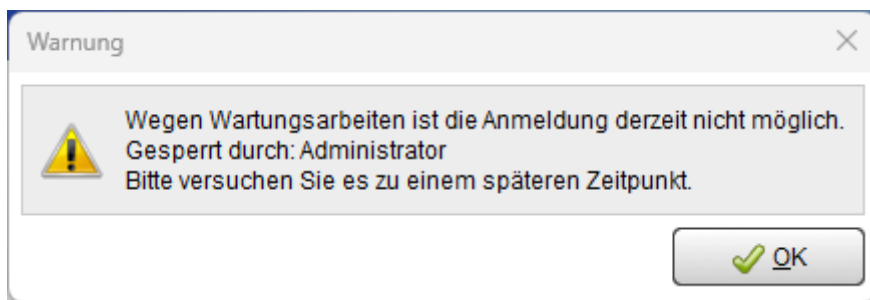 Warnung
Wegen Wartungsarbeiten ist die Anmeldung derzeit nicht möglich.
Gesperrt durch: Administrator
Bitte versuchen Sie es zu einem späteren Zeitpunkt.
OK